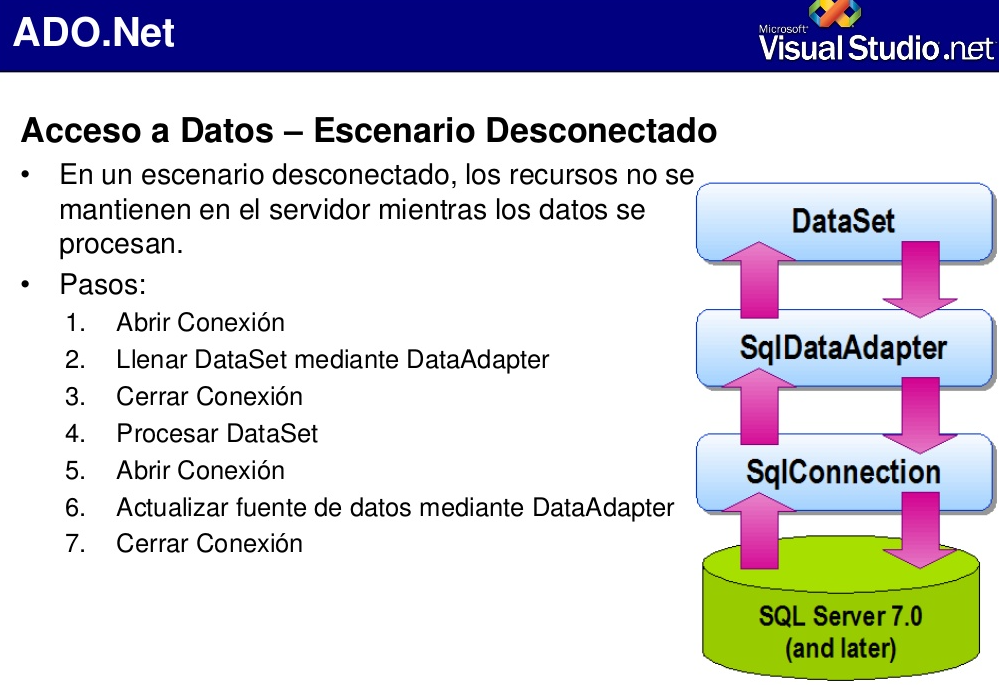 ADO.Net
Microsoft
Visual Studio.net
Acceso a Datos – Escenario Desconectado
• En un escenario desconectado, los recursos no se
mantienen en el servidor mientras los datos se
procesan.
• Pasos:
1. Abrir Conexión
2. Llenar DataSet mediante DataAdapter
3. Cerrar Conexión
4. Procesar DataSet
5. Abrir Conexión
6. Actualizar fuente de datos mediante DataAdapter
7. Cerrar Conexión
DataSet
SqlDataAdapter
SqlConnection
SQL Server 7.0
(and later)